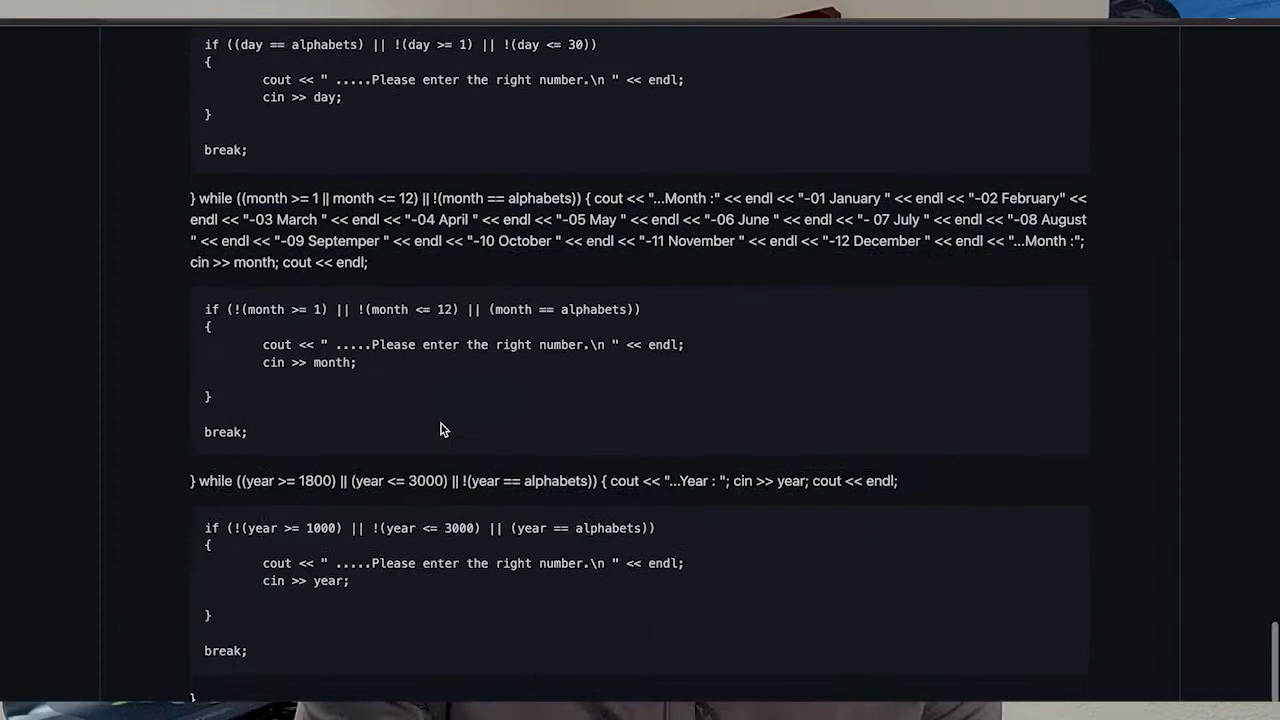 if ((day == alphabets) || !(day >= 1) || !(day <= 30))
{
cout << " .....Please enter the right number.\n " << endl;
cin >> day;
}
break;
} while ((month >= 1 || month <= 12) || !(month == alphabets)) { cout << "...Month :" << endl << "-01 January " << endl << "-02 February" <<
endl << "-03 March " << endl << "-04 April " << endl << "-05 May " << endl << "-06 June " << endl << "- 07 July " << endl << "-08 August
" << endl << "-09 Septemper " << endl << "-10 October " << endl << "-11 November " << endl << "-12 December " << endl << "...Month :";
cin >> month; cout << endl;
if (!(month >= 1) || !(month <= 12) || (month == alphabets))
{
cout << " .....Please enter the right number.\n " << endl;
cin >> month;
}
break;
} while ((year >= 1800) || (year <= 3000) || !(year == alphabets)) { cout << "...Year : "; cin >> year; cout << endl;
if (!(year >= 1000) || !(year <= 3000) || (year == alphabets))
{
cout << " .....Please enter the right number.\n " << endl;
cin >> year;
}
break;
}